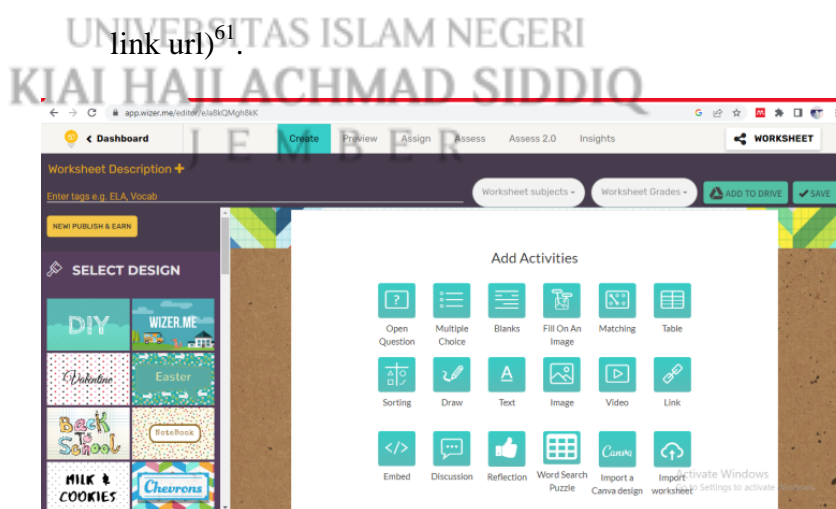 UNIVERSITAS ISLAM NEGERI
link url)61.
KIAI HAJI ACHMAD SIDDIQ
JEMBER
app.wizer.me/editor/e/a8kQMgh8kK
Dashboard Create Preview Assign Assess Assess 2.0 Insights WORKSHEET
Worksheet Description +
Enter tags e.g. ELA, Vocab Worksheet subjects Worksheet Grades ADD TO DRIVE SAVE
NEW! PUBLISH & EARN
SELECT DESIGN
DIY WIZER.ME
Valentine Easter
Back To School NoteBook
MILK & COOKIES Chevrons
Add Activities
Open Question Multiple Choice Blanks Fill On An Image Matching Table
Sorting Draw Text Image Video Link
Canva
Embed Discussion Reflection Word Search Puzzle Import a Canva design Import worksheet
Activate Windows
Go to Settings to activate Windows.